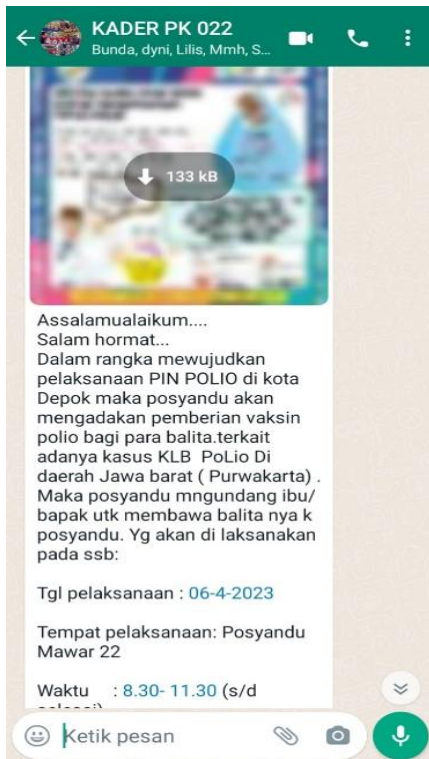 KADER PK 022
Bunda, dyni, Lilis, Mmh, S...
133 kB
Assalamualaikum....
Salam hormat...
Dalam rangka mewujudkan
pelaksanaan PIN POLIO di kota
Depok maka posyandu akan
mengadakan pemberian vaksin
polio bagi para balita.terkait
adanya kasus KLB  PoLio Di
daerah Jawa barat ( Purwakarta) .
Maka posyandu mngundang ibu/
bapak utk membawa balita nya k
posyandu. Yg akan di laksanakan
pada ssb:
Tgl pelaksanaan : 06-4-2023
Tempat pelaksanaan: Posyandu
Mawar 22
Waktu    : 8.30- 11.30 (s/d
Ketik pesan